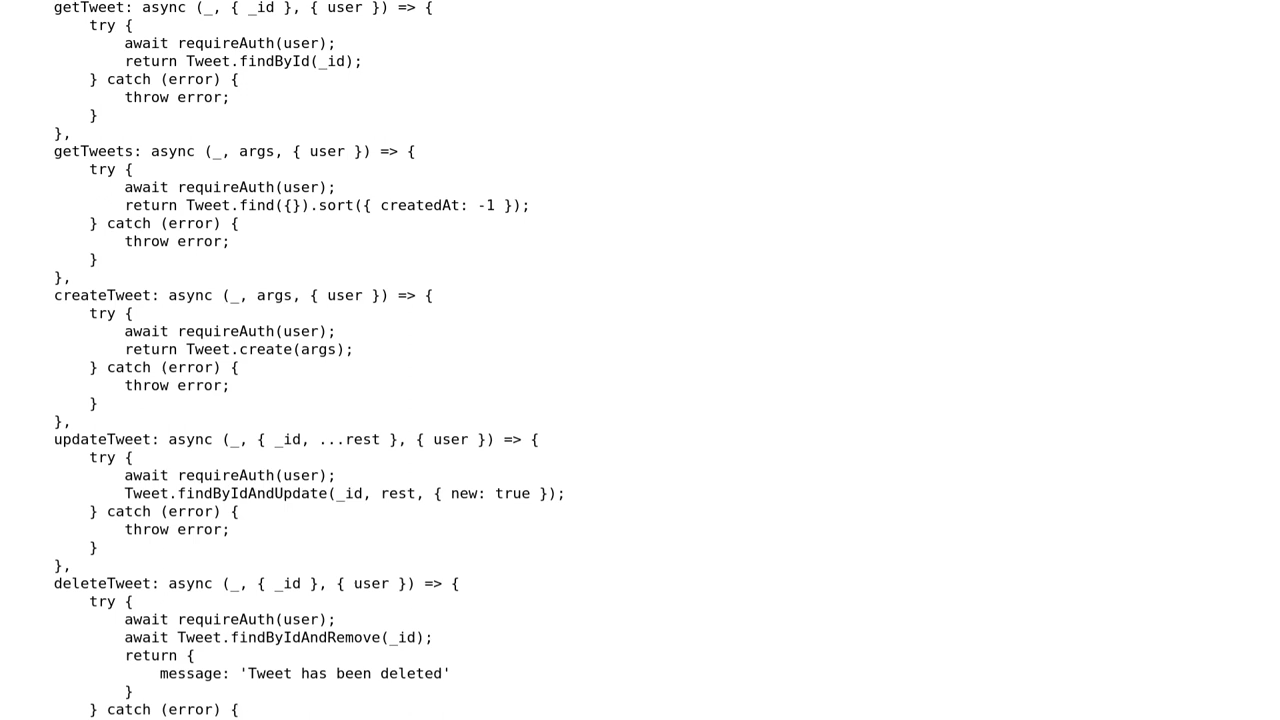 getTweet: async (_, { _id }, { user }) => {
    try {
        await requireAuth(user);
        return Tweet.findById(_id);
    } catch (error) {
        throw error;
    }
},
getTweets: async (_, args, { user }) => {
    try {
        await requireAuth(user);
        return Tweet.find({}).sort({ createdAt: -1 });
    } catch (error) {
        throw error;
    }
},
createTweet: async (_, args, { user }) => {
    try {
        await requireAuth(user);
        return Tweet.create(args);
    } catch (error) {
        throw error;
    }
},
updateTweet: async (_, { _id, ...rest }, { user }) => {
    try {
        await requireAuth(user);
        Tweet.findByIdAndUpdate(_id, rest, { new: true });
    } catch (error) {
        throw error;
    }
},
deleteTweet: async (_, { _id }, { user }) => {
    try {
        await requireAuth(user);
        await Tweet.findByIdAndRemove(_id);
        return {
            message: 'Tweet has been deleted'
        }
    } catch (error) {